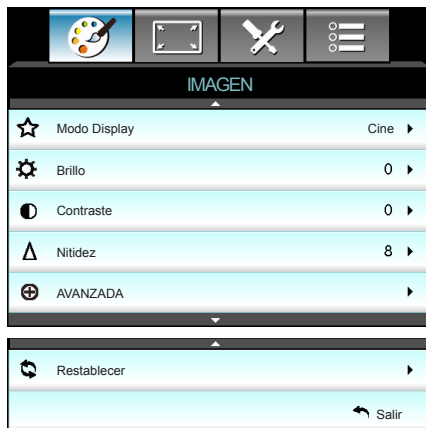 IMAGEN
Modo Display Cine
Brillo 0
Contraste 0
Nitidez 8
AVANZADA
Restablecer
Salir